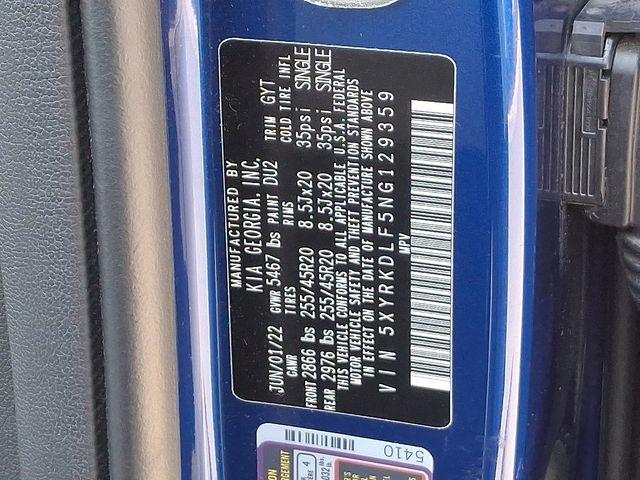 MANUFACTURED BY
KIA GEORGIA, INC.
JUN/01/22 GVWR 5467 lbs PAINT DU2 TRIM GYT
GAWR TIRES RIMS COLD TIRE INFL
FRONT 2866 lbs 255/45R20 8.5Jx20 35psi SINGLE
REAR 2976 lbs 255/45R20 8.5Jx20 35psi SINGLE
THIS VEHICLE CONFORMS TO ALL APPLICABLE U.S.A. FEDERAL
MOTOR VEHICLE SAFETY AND THEFT PREVENTION STANDARDS
IN EFFECT ON THE DATE OF MANUFACTURE SHOWN ABOVE
VIN 5XYRKDLF5NG129359
MPV
5410